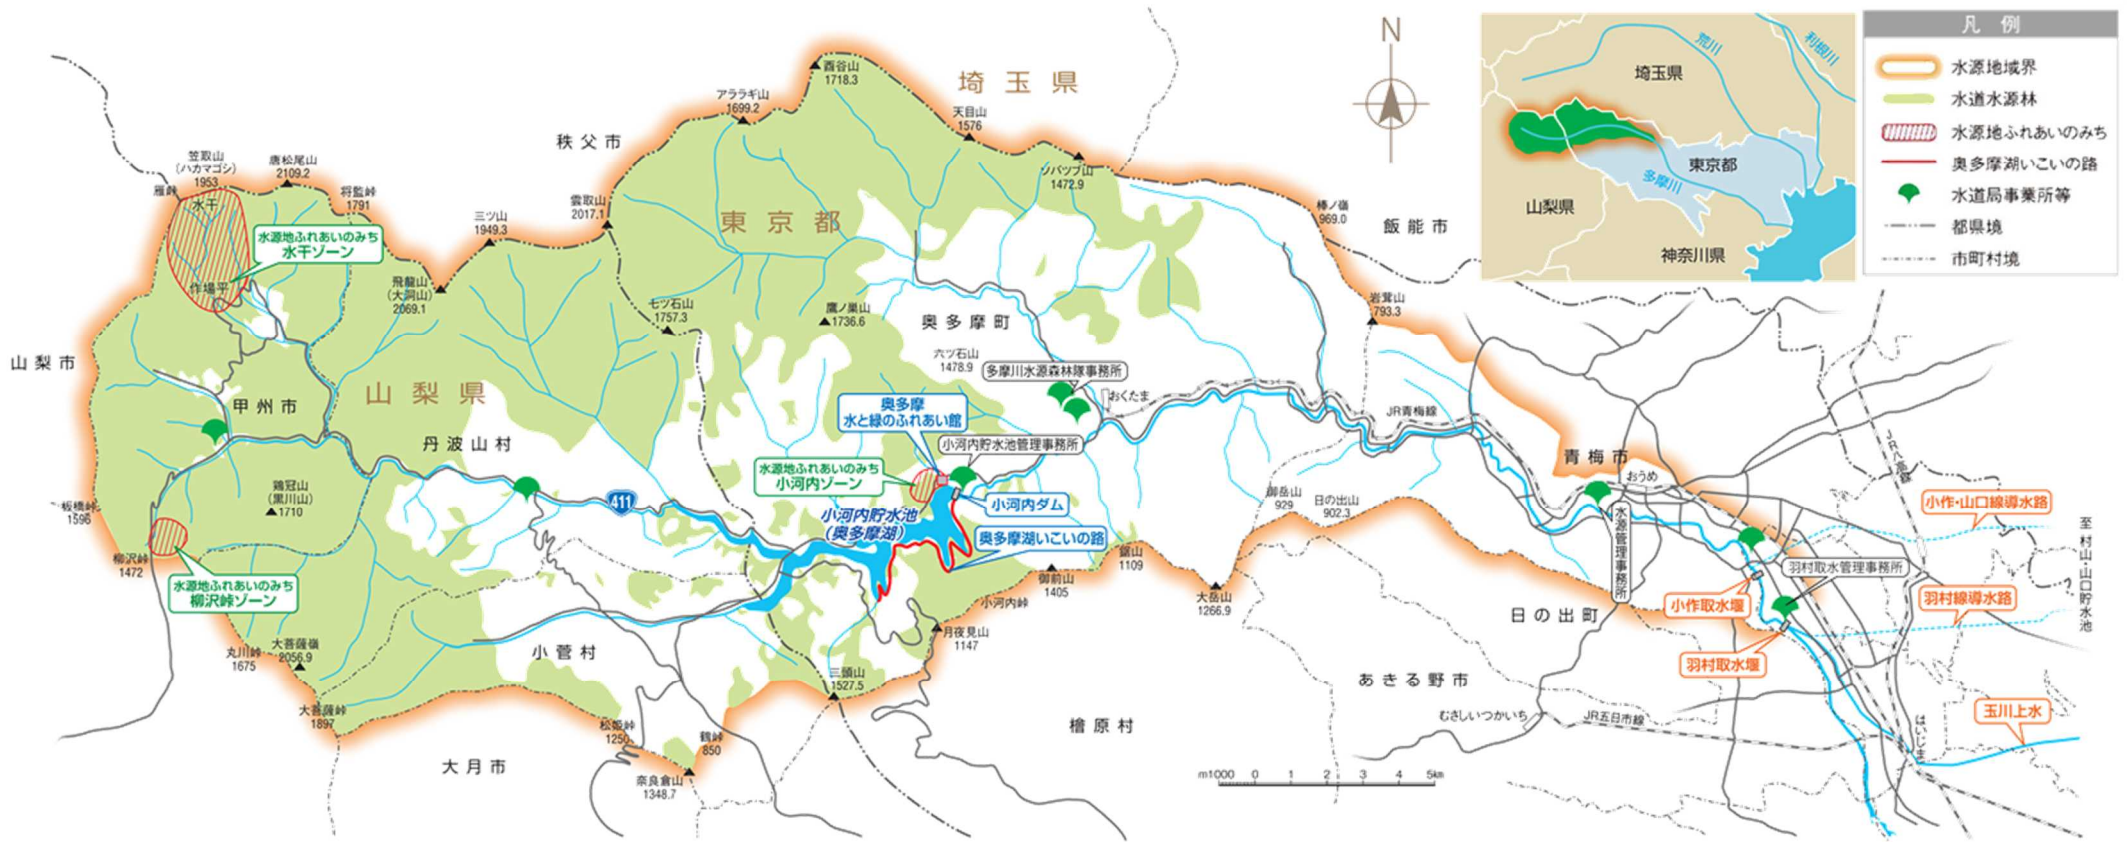 凡例
水源地域界
水道水源林
水源地ふれあいのみち
奥多摩湖いこいの路
水道局事業所等
都県境
市町村境
荒川
利根川
埼玉県
東京都
多摩川
山梨県
神奈川県
N
埼玉県
東京都
山梨県
秩父市
飯能市
山梨市
甲州市
丹波山村
奥多摩町
小菅村
大月市
檜原村
あきる野市
日の出町
青梅市
酉谷山
1718.3
アララギ山
1699.2
天目山
1576
ソバツブ山
1472.9
棒ノ嶺
969.0
岩茸山
793.3
笠取山
(ハカマゴシ)
1953
唐松尾山
2109.2
将監峠
1791
雁峠
水干
作場平
水源地ふれあいのみち
水干ゾーン
三ツ山
1949.3
雲取山
2017.1
飛龍山
(大洞山)
2069.1
七ツ石山
1757.3
鷹ノ巣山
1736.6
六ツ石山
1478.9
多摩川水源森林隊事務所
おくたま
奥多摩
水と緑のふれあい館
小河内貯水池管理事務所
水源地ふれあいのみち
小河内ゾーン
小河内ダム
小河内貯水池
(奥多摩湖)
奥多摩湖いこいの路
411
鶏冠山
(黒川山)
1710
板橋峠
1596
柳沢峠
1472
水源地ふれあいのみち
柳沢峠ゾーン
丸川峠
1675
大菩薩嶺
2056.9
大菩薩峠
1897
松姫峠
1250
鶴峠
850
奈良倉山
1348.7
三頭山
1527.5
月夜見山
1147
小河内峠
御前山
1405
鋸山
1109
大岳山
1266.9
御岳山
929
日の出山
902.3
JR青梅線
おうめ
JR八高線
水源管理事務所
羽村取水管理事務所
小作取水堰
羽村取水堰
小作・山口線導水路
羽村線導水路
至村山・山口貯水池
玉川上水
はいじま
むさしいつかいち
JR五日市線
m1000 0 1 2 3 4 5km